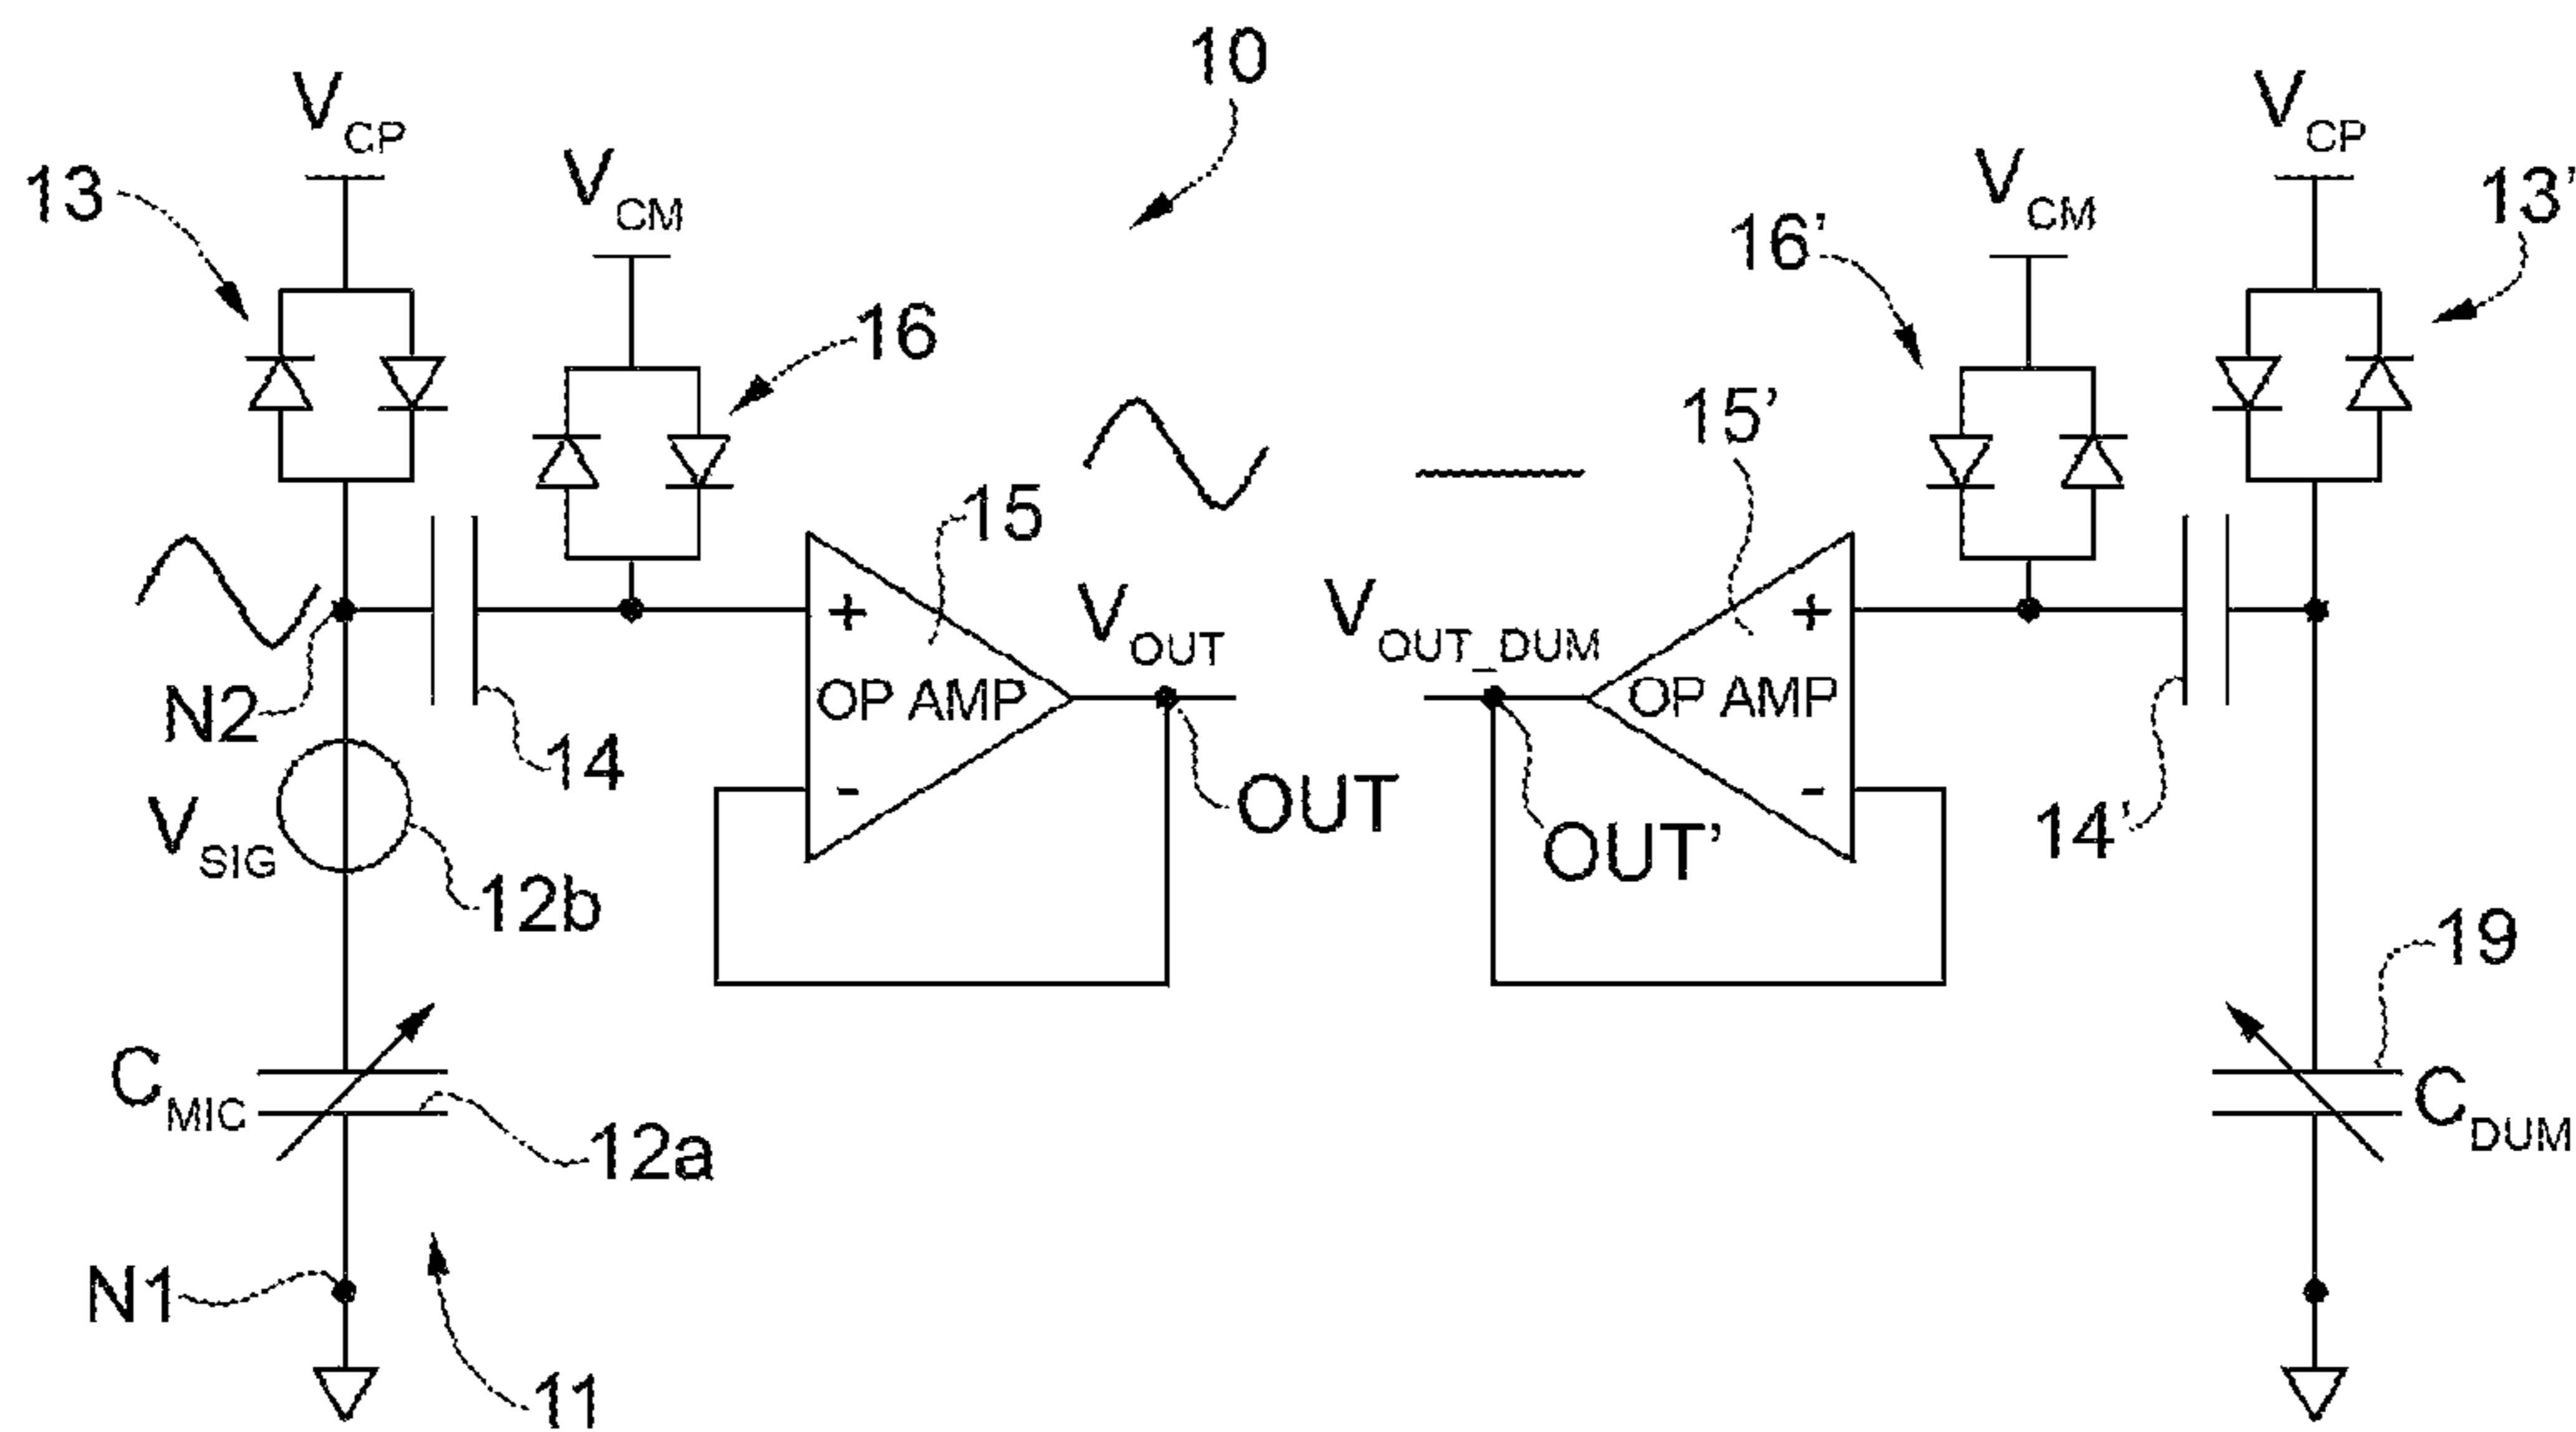 10
V_CP
V_CP
13
V_CM
V_CM
13'
16'
16
15'
15
+
+
V_OUT
V_OUT_DUM
N2
OP AMP
OP AMP
14
-
-
OUT
OUT'
14'
V_SIG
12b
19
C_MIC
C_DUM
12a
N1
11